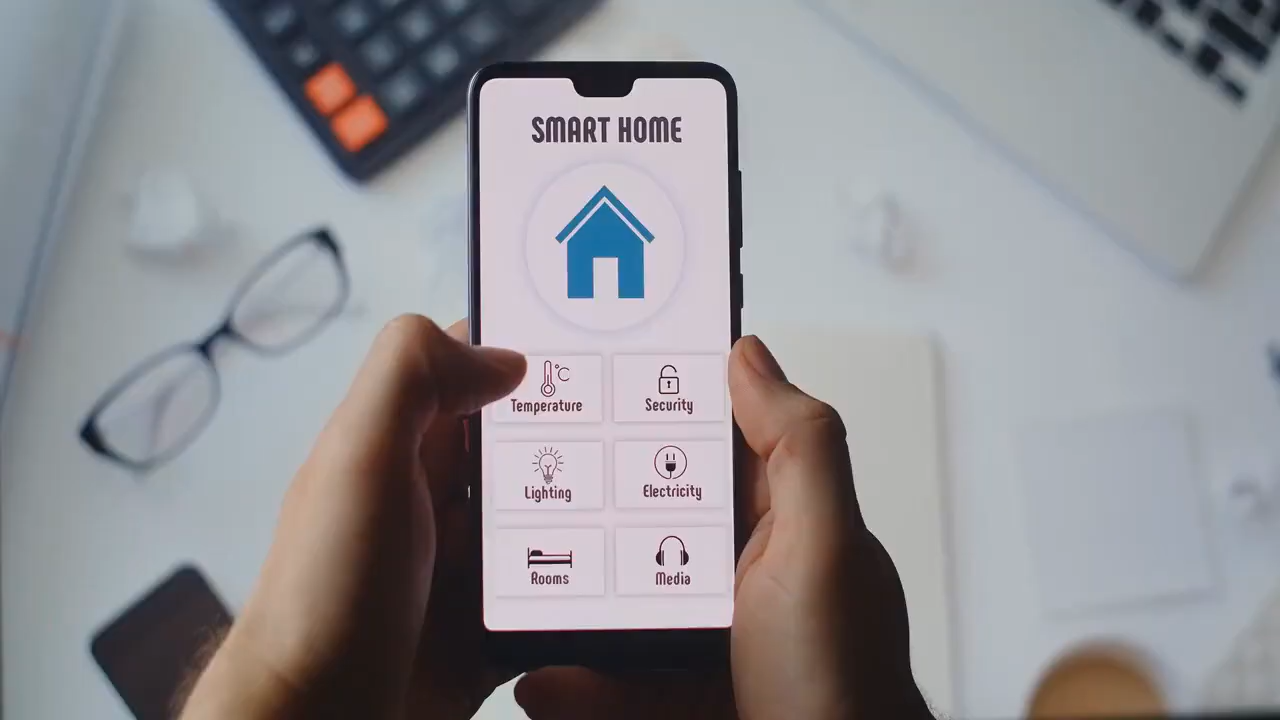 SMART HOME
°C
Temperature
Security
Lighting
Electricity
Rooms
Media